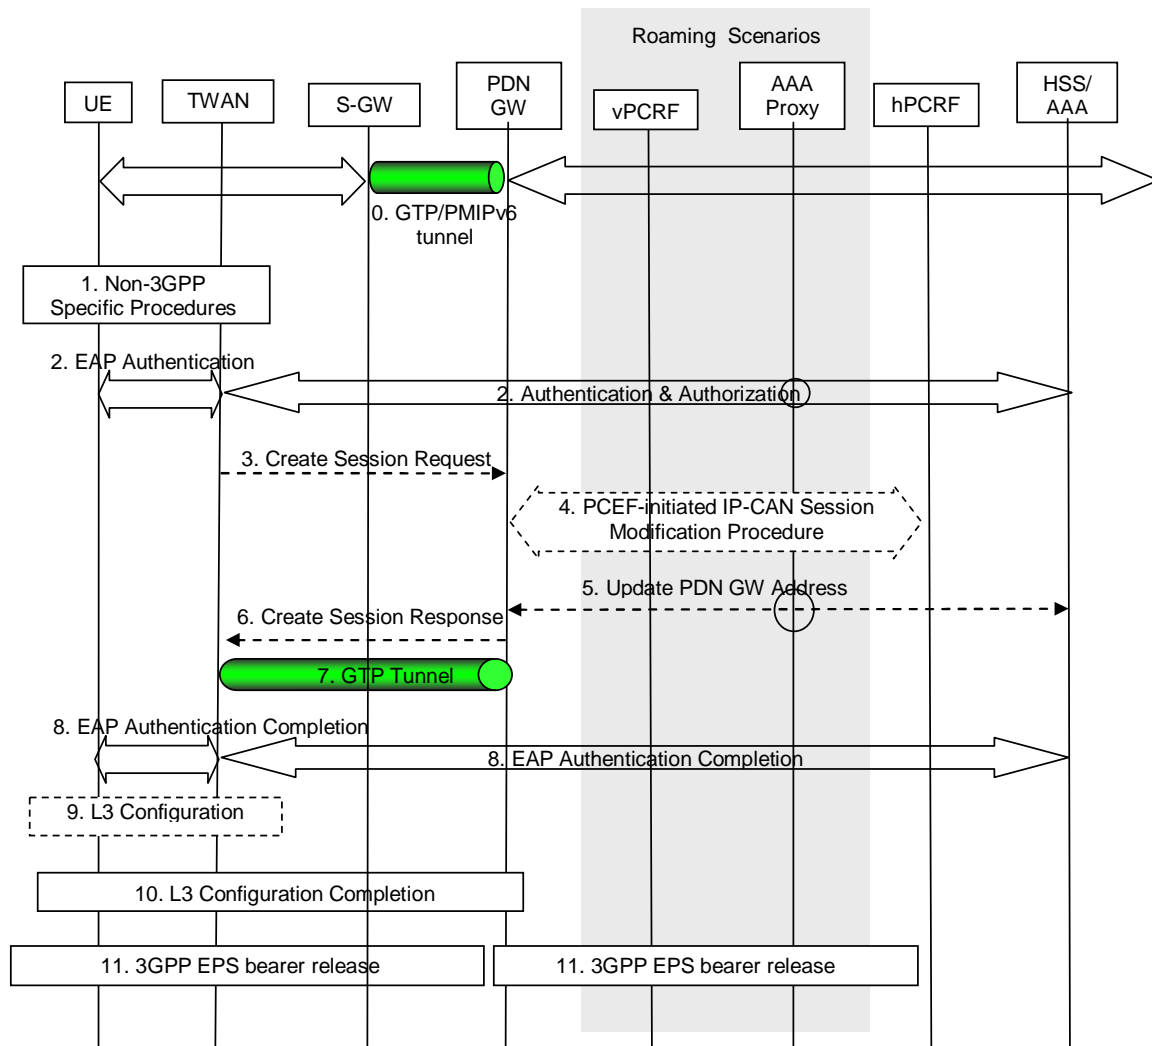 Roaming Scenarios
UE
TWAN
S-GW
PDN
GW
vPCRF
AAA
Proxy
hPCRF
HSS/
AAA
0. GTP/PMIPv6
tunnel
1. Non-3GPP
Specific Procedures
2. EAP Authentication
2. Authentication & Authorization
3. Create Session Request
4. PCEF-initiated IP-CAN Session
Modification Procedure
5. Update PDN GW Address
6. Create Session Response
7. GTP Tunnel
8. EAP Authentication Completion
8. EAP Authentication Completion
9. L3 Configuration
10. L3 Configuration Completion
11. 3GPP EPS bearer release
11. 3GPP EPS bearer release